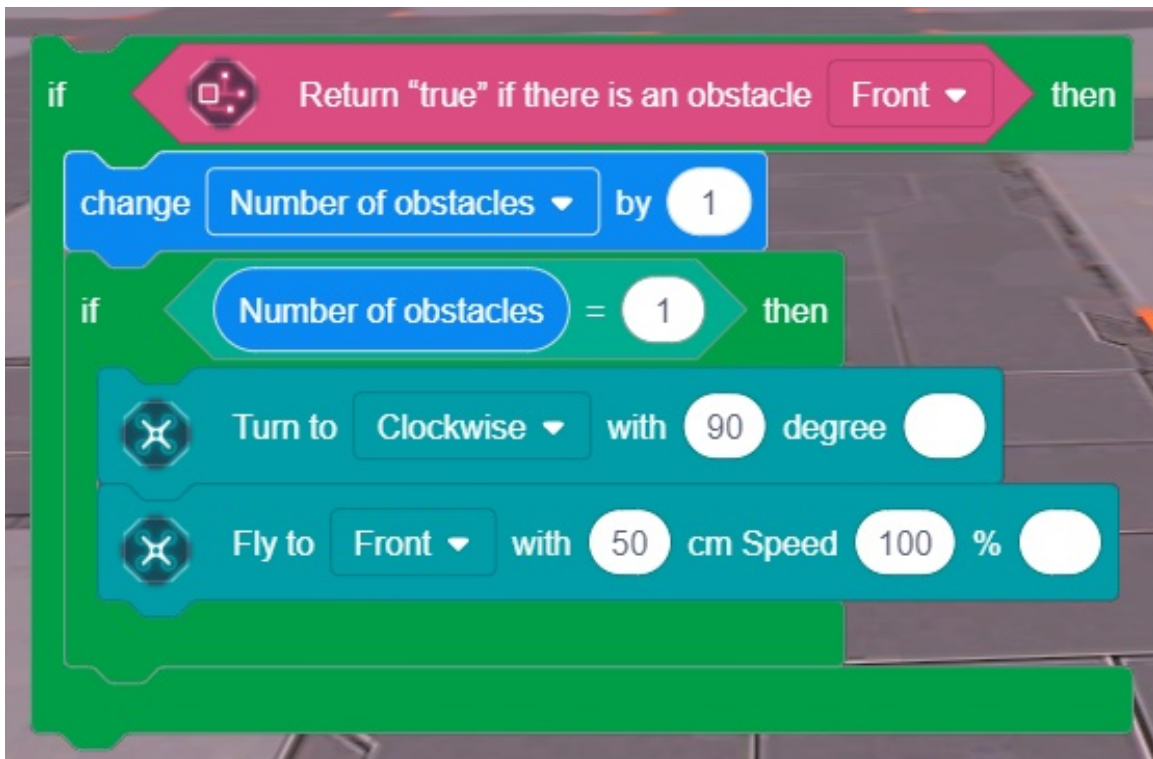 if Return “true” if there is an obstacle Front then
change Number of obstacles by 1
if Number of obstacles = 1 then
Turn to Clockwise with 90 degree
Fly to Front with 50 cm Speed 100 %